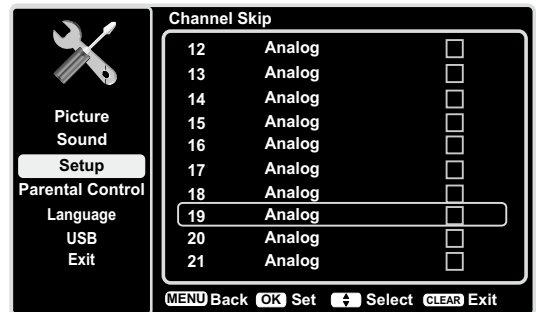 Channel Skip
Picture
Sound
Setup
Parental Control
Language
USB
Exit
12 Analog
13 Analog
14 Analog
15 Analog
16 Analog
17 Analog
18 Analog
19 Analog
20 Analog
21 Analog
MENU Back OK Set Select CLEAR Exit